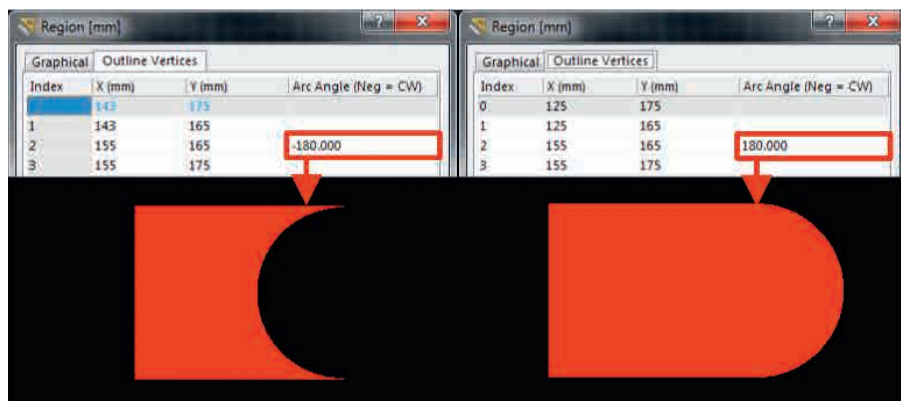 Region [mm]
Graphical Outline Vertices
Index X (mm) Y (mm) Arc Angle (Neg = CW)
143 175
1 143 165
2 155 165 -180.000
3 155 175
Region [mm]
Graphical Outline Vertices
Index X (mm) Y (mm) Arc Angle (Neg = CW)
0 125 175
1 125 165
2 155 165 180.000
3 155 175